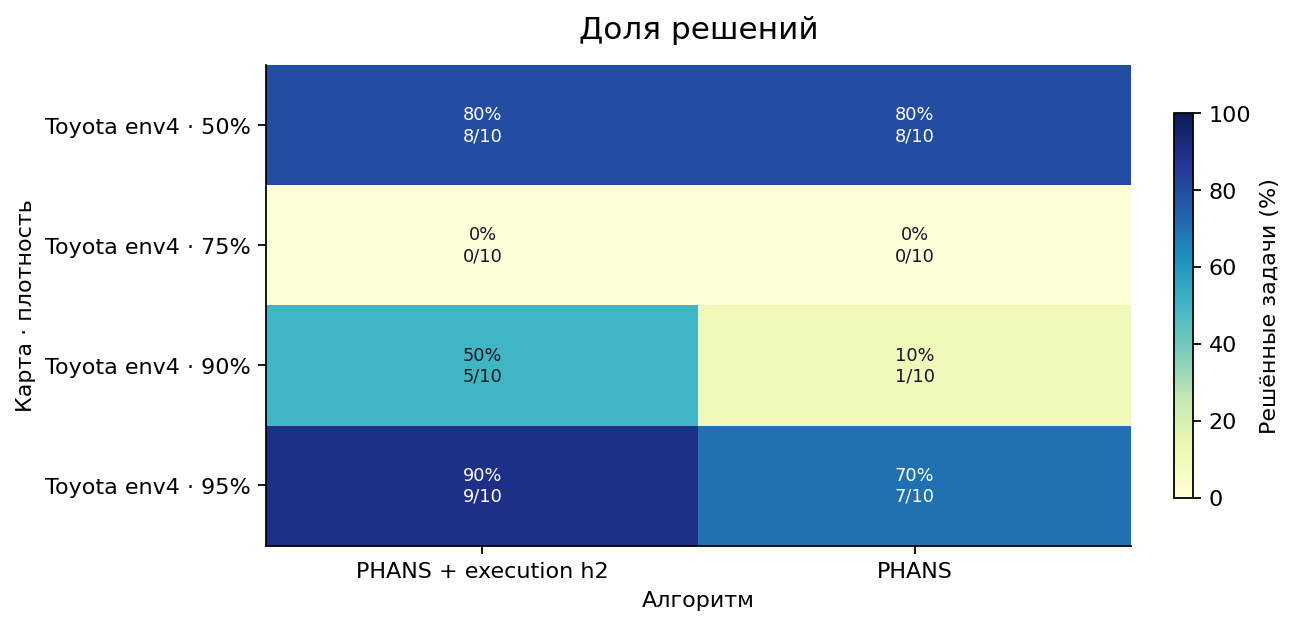 Доля решений
Карта · плотность
Toyota env4 · 50%
80%
8/10
80%
8/10
Toyota env4 · 75%
0%
0/10
0%
0/10
Toyota env4 · 90%
50%
5/10
10%
1/10
Toyota env4 · 95%
90%
9/10
70%
7/10
PHANS + execution h2
PHANS
Алгоритм
100
80
60
40
20
0
Решённые задачи (%)